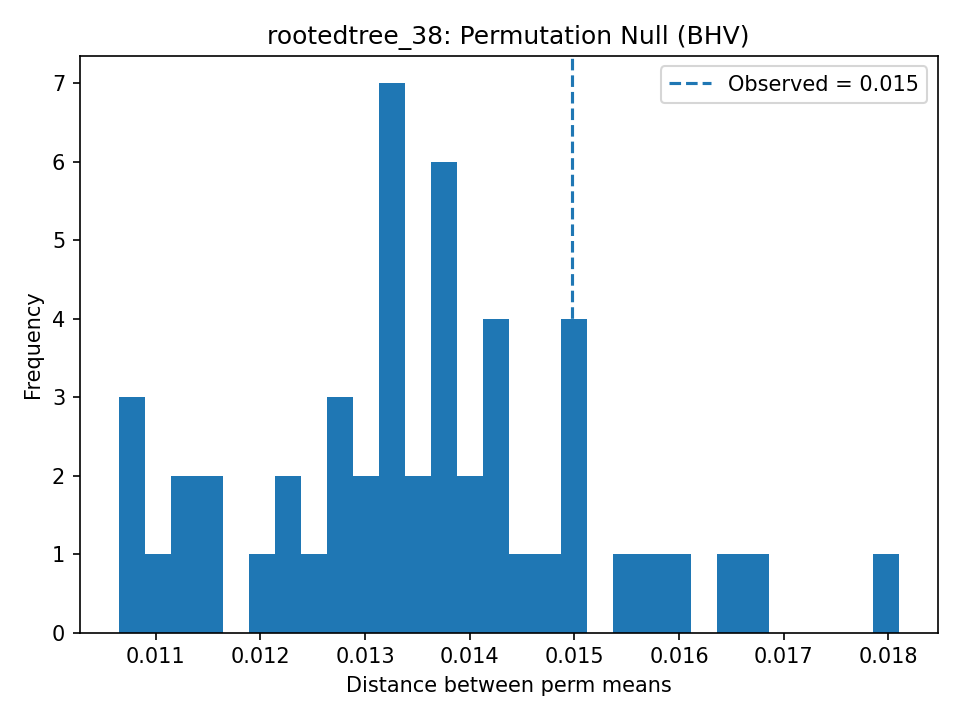 rootedtree_38: Permutation Null (BHV)
Observed = 0.015
7
6
5
4
3
2
1
0
Frequency
0.011 0.012 0.013 0.014 0.015 0.016 0.017 0.018
Distance between perm means